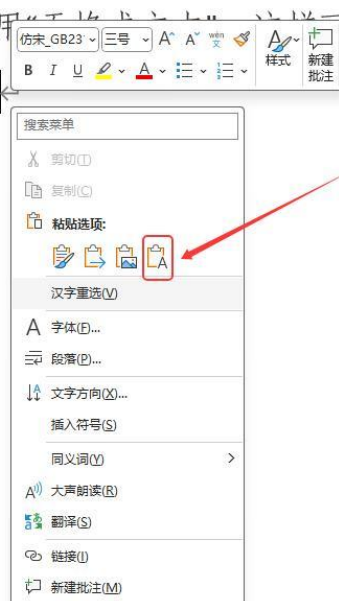 仿宋_GB23 三号 A A wén 文
B I U A 样式 新建批注
搜索菜单
剪切(T)
复制(C)
粘贴选项:
A
汉字重选(V)
A 字体(F)...
段落(P)...
文字方向(X)...
插入符号(S)
同义词(Y)
大声朗读(R)
翻译(S)
链接(I)
新建批注(M)